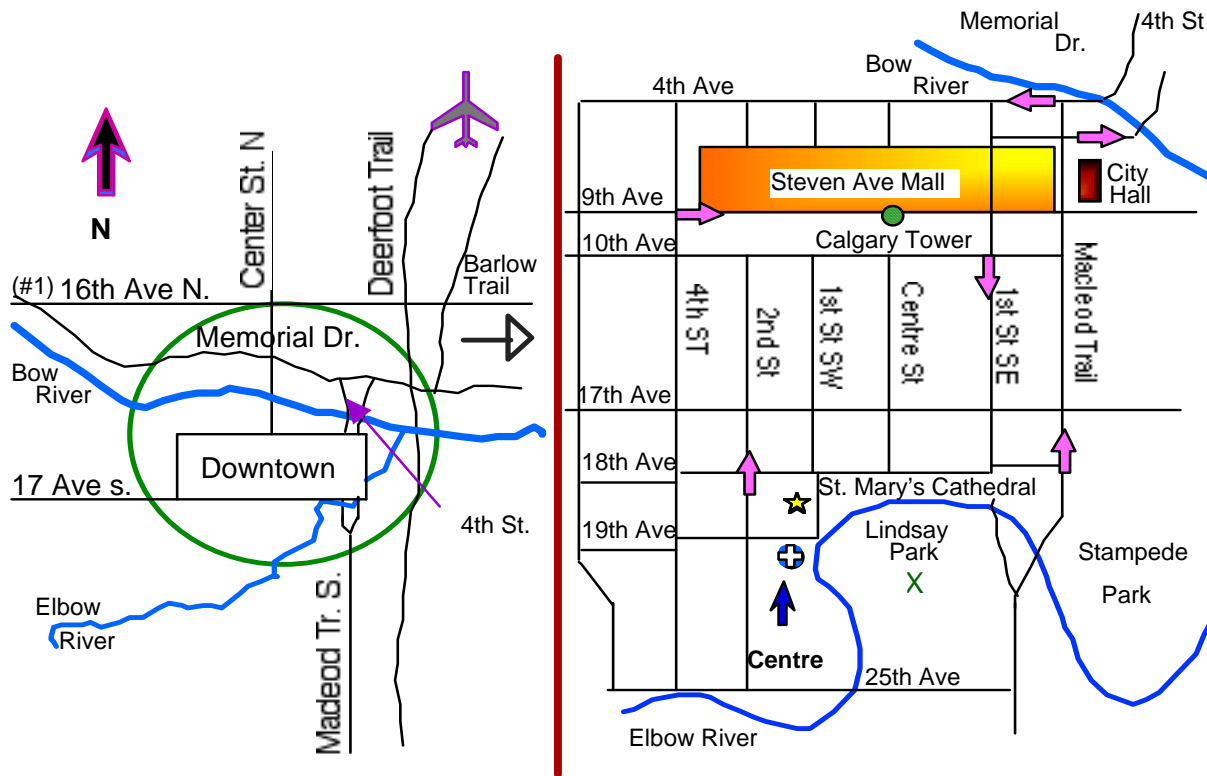 N
Center St. N
Deerfoot Trail
Barlow
Trail
(#1) 16th Ave N.
Memorial Dr.
Bow
River
Downtown
17 Ave s.
4th St.
Elbow
River
Macleod Tr. S.
Memorial
Dr.
4th St
Bow
River
4th Ave
Steven Ave Mall
City
Hall
9th Ave
10th Ave
Calgary Tower
4th ST
2nd St
1st St SW
Centre St
1st St SE
Macleod Trail
17th Ave
18th Ave
St. Mary's Cathedral
19th Ave
Lindsay
Park
X
Stampede
Park
Centre
25th Ave
Elbow River